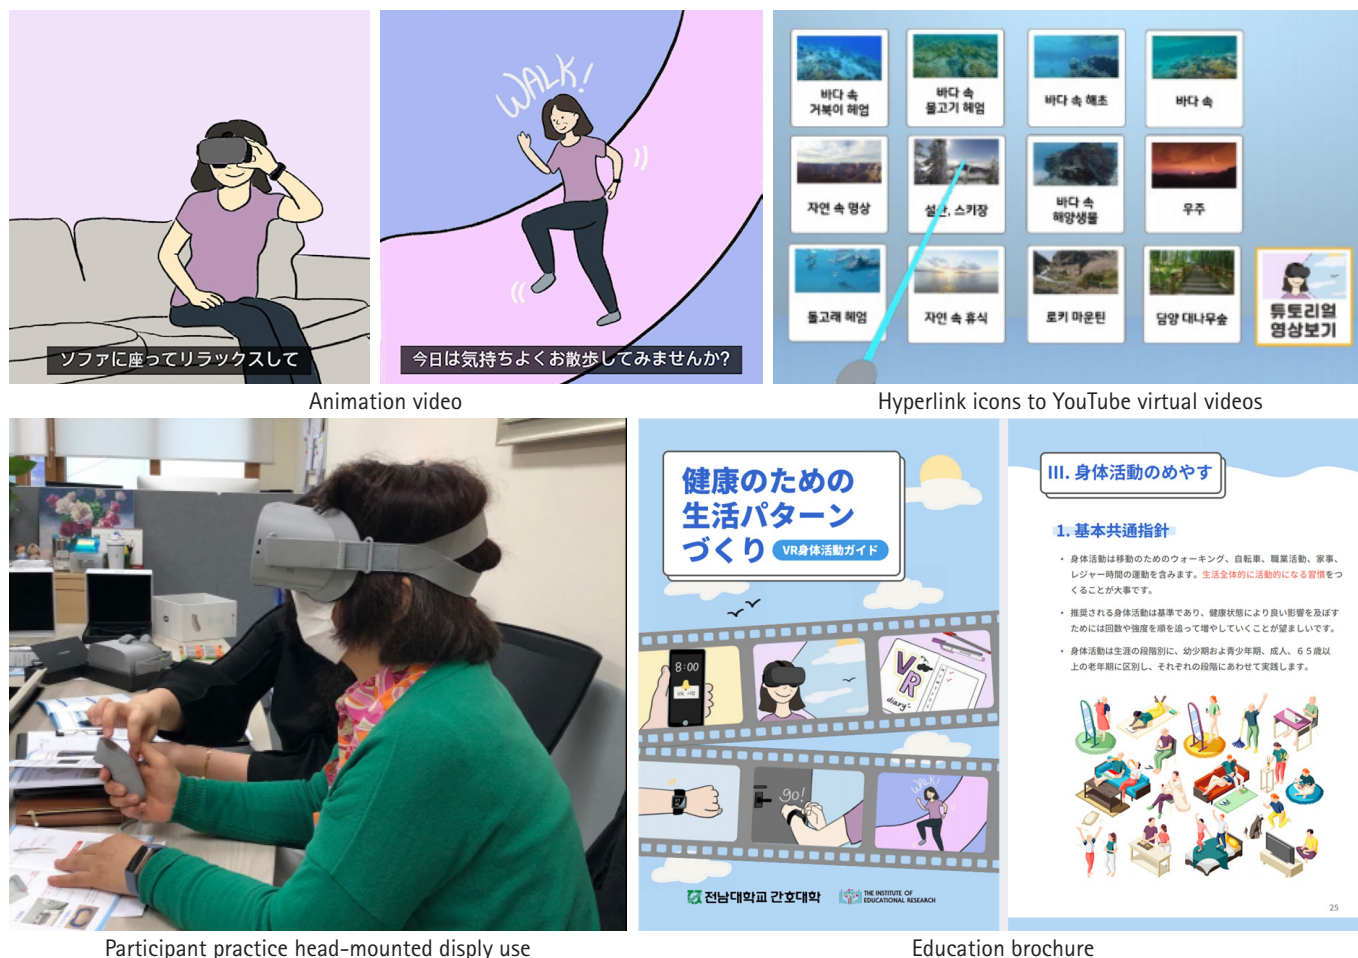 WALK!
ソファに座ってリラックスして
今日は気持ちよくお散歩してみませんか?
바다 속
거북이 헤엄
바다 속
물고기 헤엄
바다 속 해초
바다 속
자연 속 명상
설산, 스키장
바다 속
해양생물
우주
돌고래 헤엄
자연 속 휴식
로키 마운틴
담양 대나무숲
튜토리얼
영상보기
Animation video
Hyperlink icons to YouTube virtual videos
健康のための
生活パターン
づくり VR身体活動ガイド
8:00
VR
diary
go!
WALK!
전남대학교 간호대학
THE INSTITUTE OF
EDUCATIONAL RESEARCH
III. 身体活動のめやす
1. 基本共通指針
• 身体活動は移動のためのウォーキング、自転車、職業活動、家事、
レジャー時間の運動を含みます。生活全体的に活動的になる習慣をつ
くることが大事です。
• 推奨される身体活動は基準であり、健康状態により良い影響を及ぼす
ためには回数や強度を順を追って増やしていくことが望ましいです。
• 身体活動は生涯の段階別に、幼少期および青少年期、成人、６５歳以
上の老年期に区別し、それぞれの段階にあわせて実践します。
25
Participant practice head-mounted disply use
Education brochure